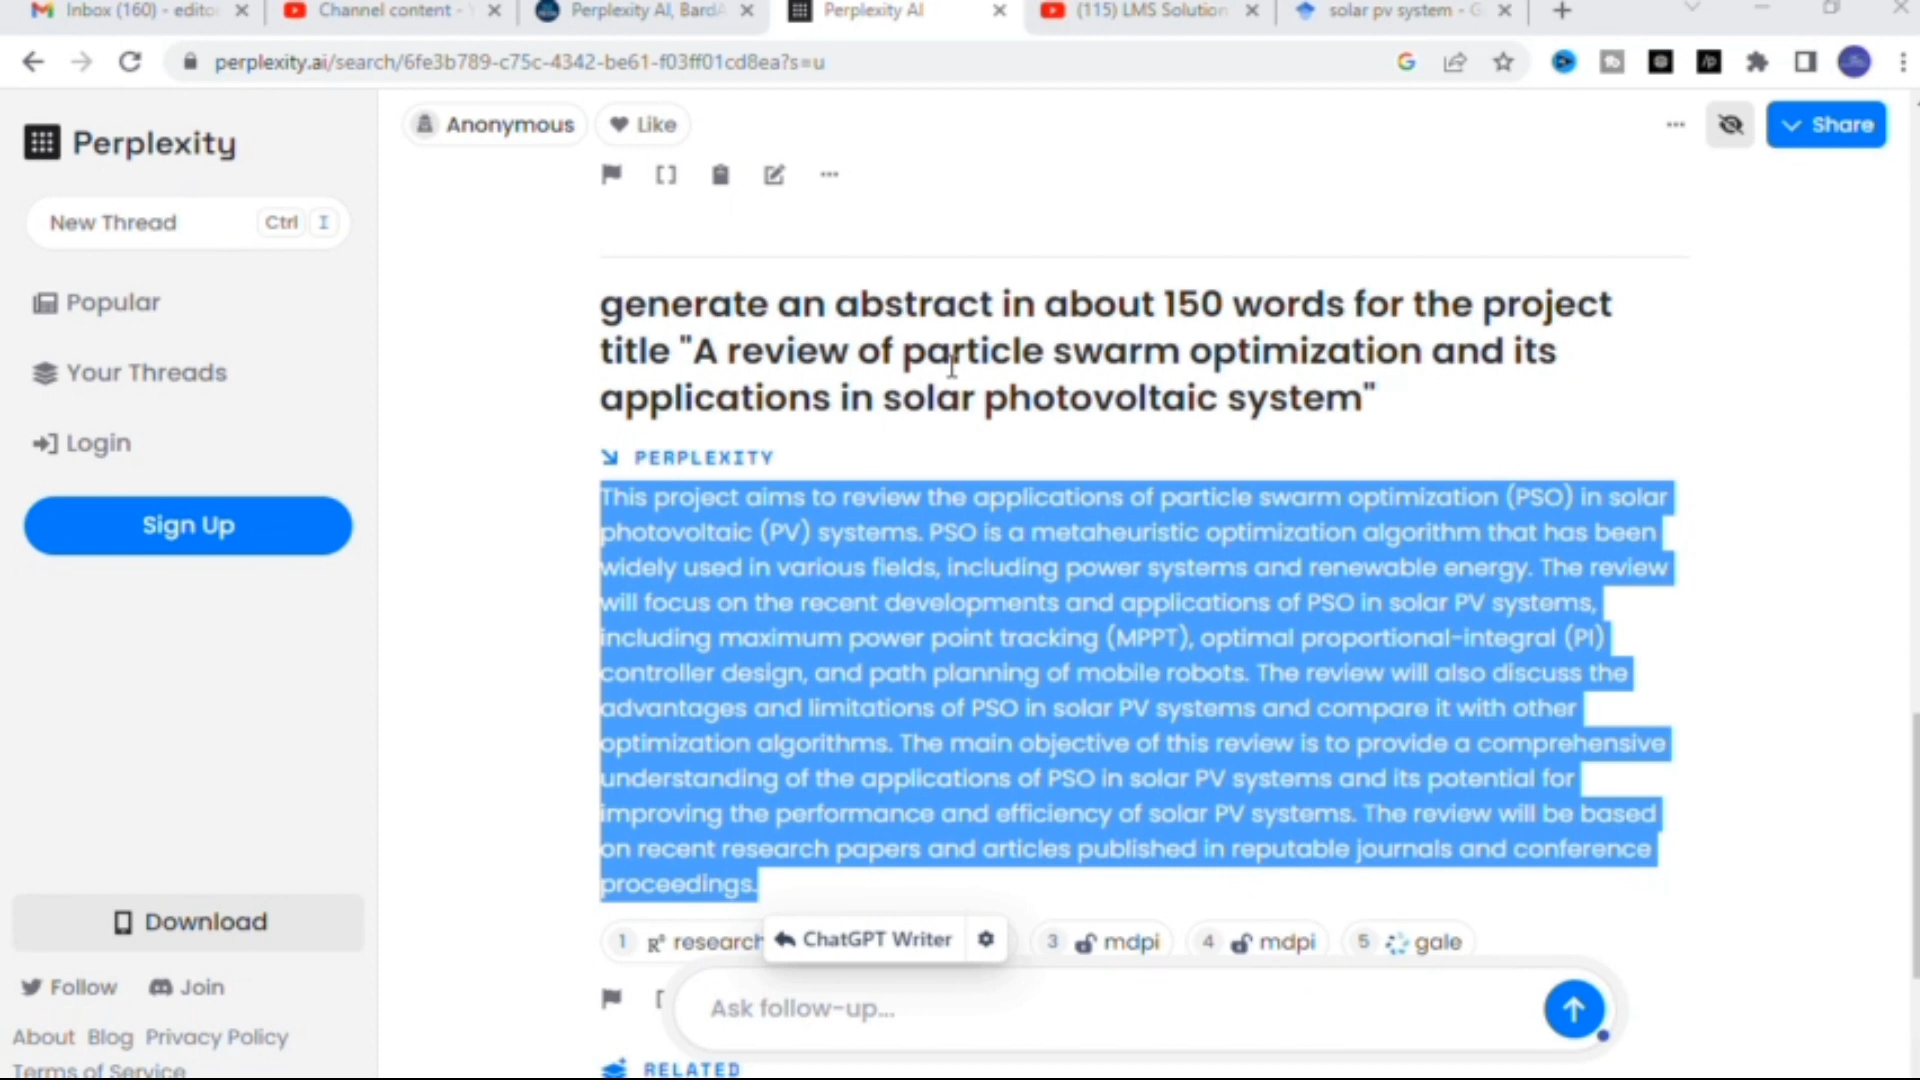 Inbox (160) - edito
Channel content -
Perplexity AI, BardA
Perplexity AI
(115) LMS Solution
solar pv system - G
perplexity.ai/search/6fe3b789-c75c-4342-be61-f03ff01cd8ea?s=u
Perplexity
New Thread
Ctrl I
Popular
Your Threads
Login
Sign Up
Download
Follow Join
About Blog Privacy Policy
Terms of Service
Anonymous
Like
Share
generate an abstract in about 150 words for the project
title "A review of particle swarm optimization and its
applications in solar photovoltaic system"
PERPLEXITY
This project aims to review the applications of particle swarm optimization (PSO) in solar
photovoltaic (PV) systems. PSO is a metaheuristic optimization algorithm that has been
widely used in various fields, including power systems and renewable energy. The review
will focus on the recent developments and applications of PSO in solar PV systems,
including maximum power point tracking (MPPT), optimal proportional-integral (PI)
controller design, and path planning of mobile robots. The review will also discuss the
advantages and limitations of PSO in solar PV systems and compare it with other
optimization algorithms. The main objective of this review is to provide a comprehensive
understanding of the applications of PSO in solar PV systems and its potential for
improving the performance and efficiency of solar PV systems. The review will be based
on recent research papers and articles published in reputable journals and conference
proceedings.
1 research
ChatGPT Writer
3 mdpi
4 mdpi
5 gale
Ask follow-up...
RELATED